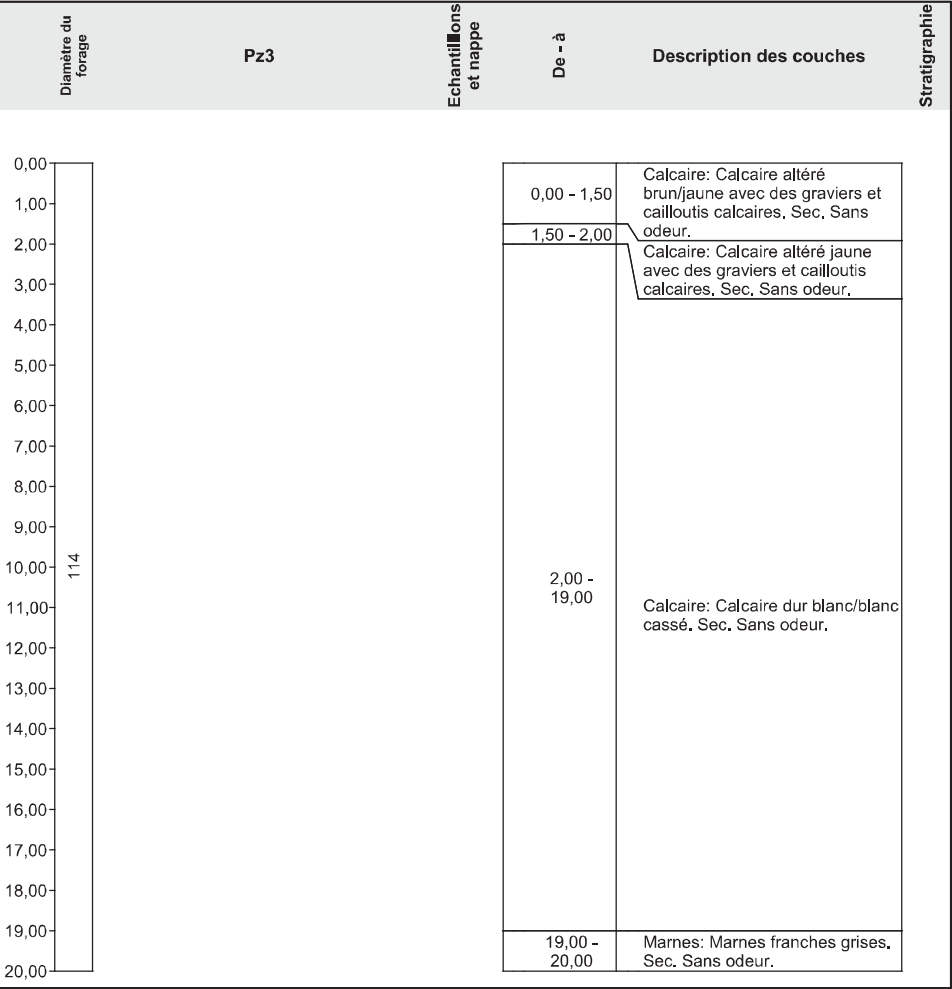 Diamètre du
forage
Pz3
Echantillons
et nappe
De - à
Description des couches
Stratigraphie
0,00
1,00
2,00
3,00
4,00
5,00
6,00
7,00
8,00
9,00
10,00
11,00
12,00
13,00
14,00
15,00
16,00
17,00
18,00
19,00
20,00
114
0,00 - 1,50
Calcaire: Calcaire altéré
brun/jaune avec des graviers et
cailloutis calcaires. Sec. Sans
odeur.
1,50 - 2,00
Calcaire: Calcaire altéré jaune
avec des graviers et cailloutis
calcaires. Sec. Sans odeur.
2,00 -
19,00
Calcaire: Calcaire dur blanc/blanc
cassé. Sec. Sans odeur.
19,00 -
20,00
Marnes: Marnes franches grises.
Sec. Sans odeur.